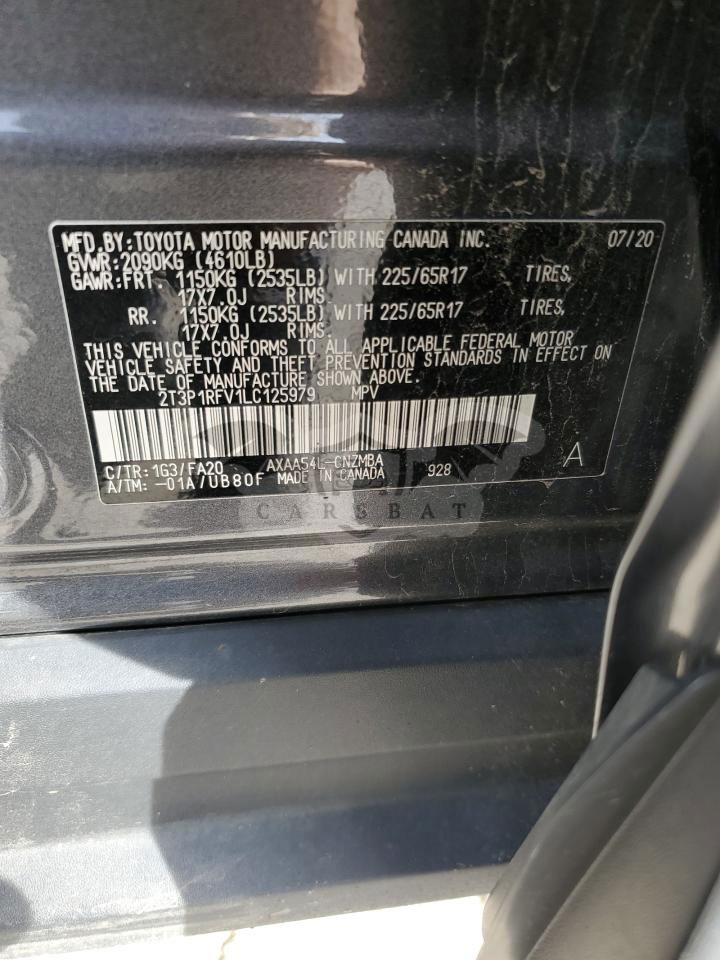 MFD.BY:TOYOTA MOTOR MANUFACTURING CANADA INC. 07/20
GVWR:2090KG (4610LB)
GAWR:FRT. 1150KG (2535LB) WITH 225/65R17 TIRES,
17X7.0J RIMS.
RR. 1150KG (2535LB) WITH 225/65R17 TIRES,
17X7.0J RIMS.
THIS VEHICLE CONFORMS TO ALL APPLICABLE FEDERAL MOTOR
VEHICLE SAFETY AND THEFT PREVENTION STANDARDS IN EFFECT ON
THE DATE OF MANUFACTURE SHOWN ABOVE.
2T3P1RFV1LC125979 MPV
C/TR: 1G3/FA20 AXAA54L-CNZMBA A
A/TM: -01A/UB80F MADE IN CANADA 928
CARSBAT